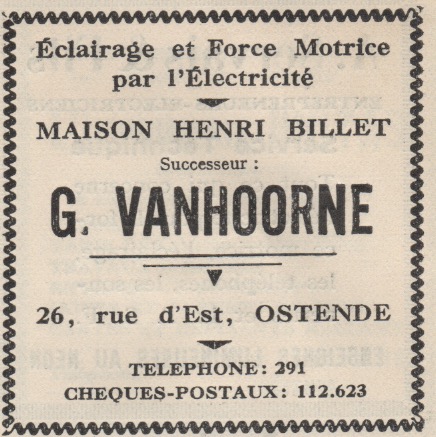 Éclairage et Force Motrice
par l'Électricité
MAISON HENRI BILLET
Successeur :
G. VANHOORNE
26, rue d'Est, OSTENDE
TELEPHONE: 291
CHEQUES-POSTAUX: 112.623